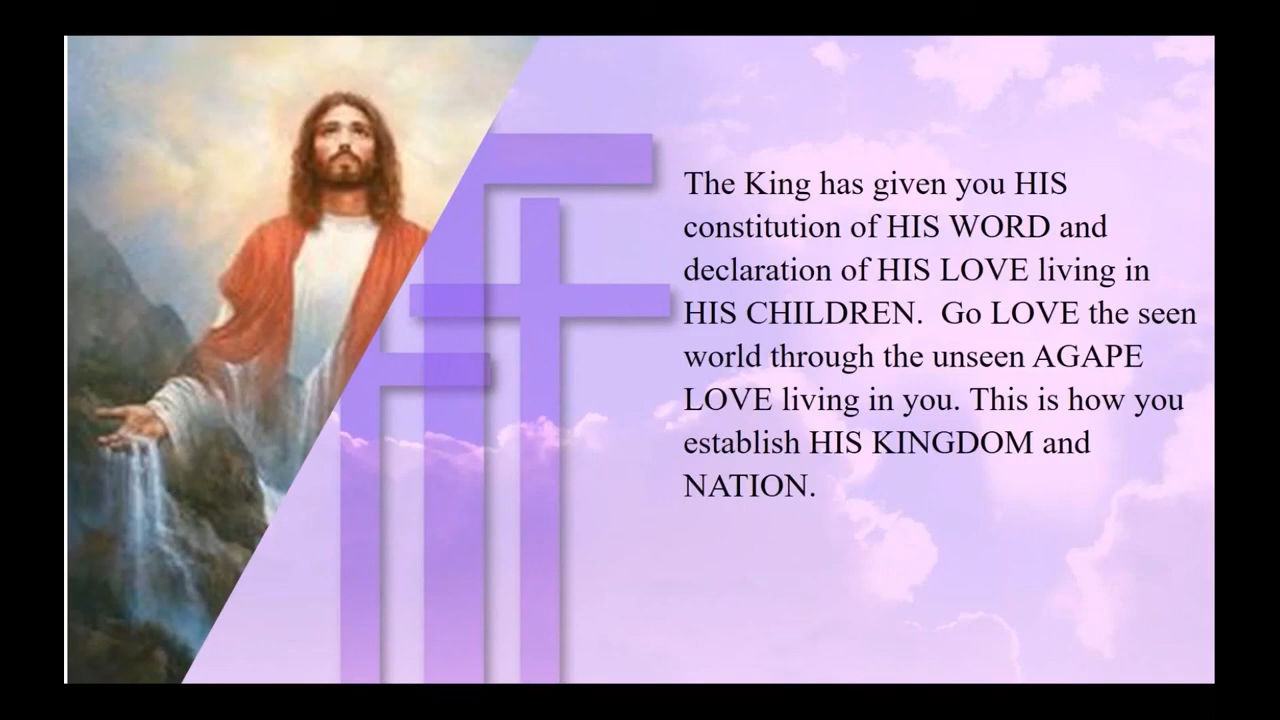 The King has given you HIS
constitution of HIS WORD and
declaration of HIS LOVE living in
HIS CHILDREN.  Go LOVE the seen
world through the unseen AGAPE
LOVE living in you. This is how you
establish HIS KINGDOM and
NATION.